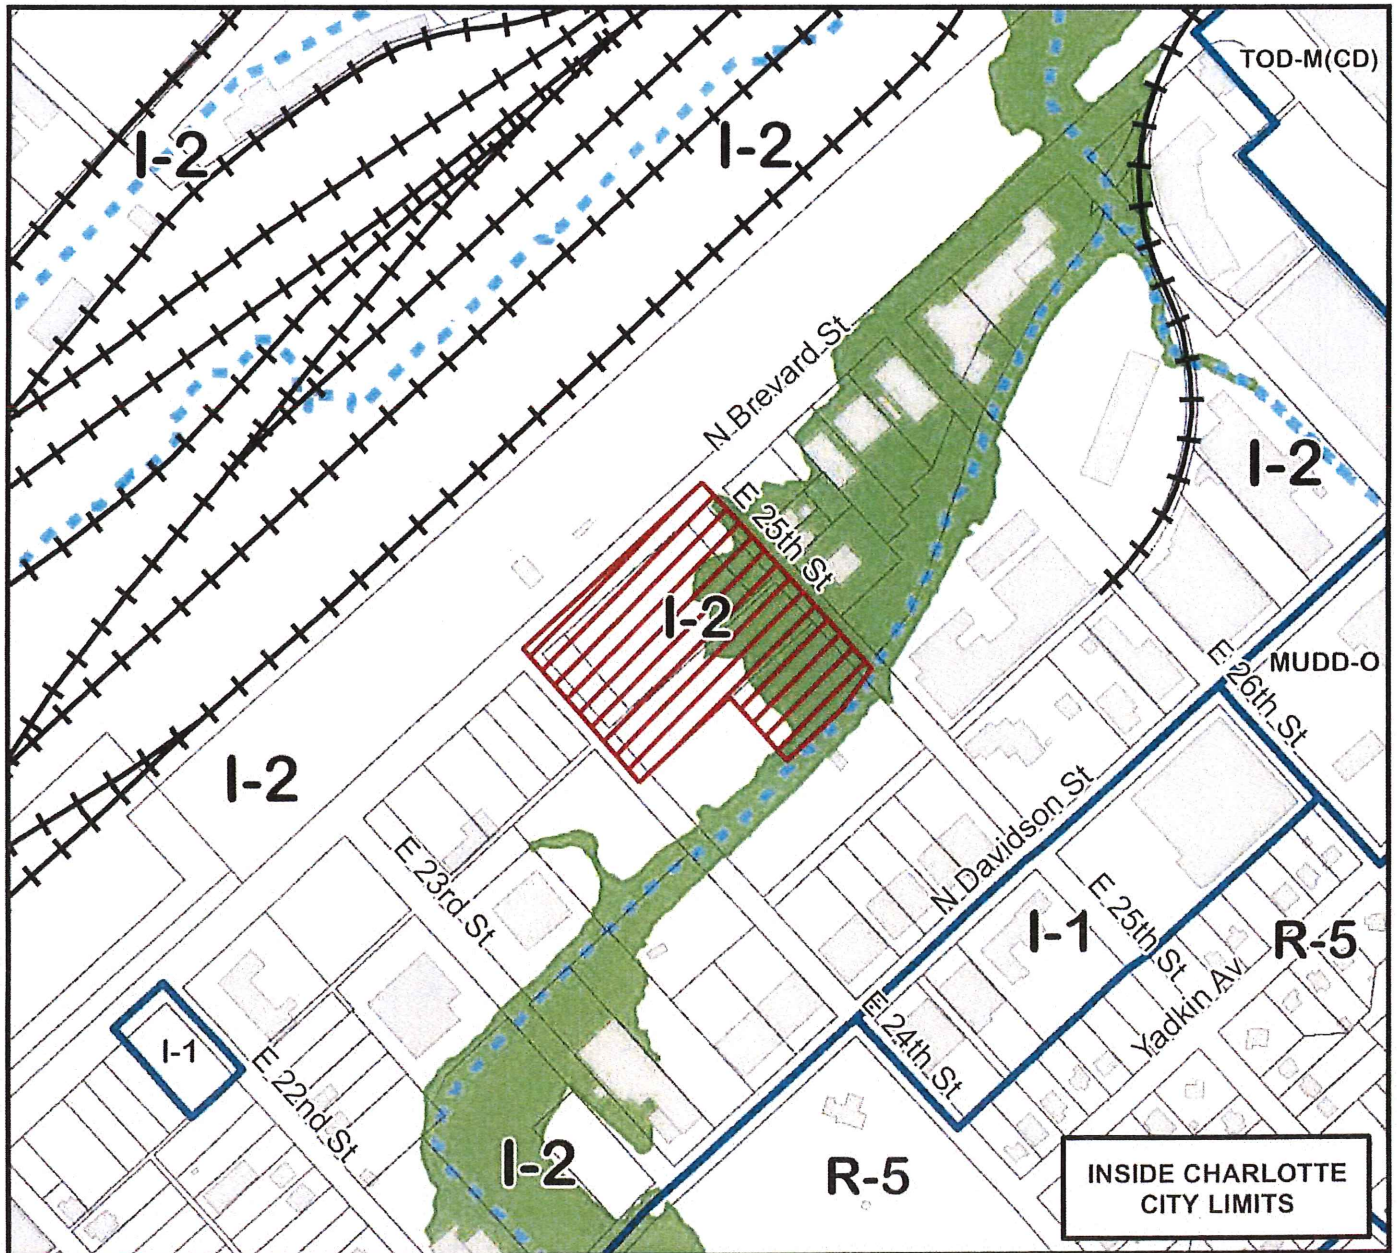 TOD-M(CD)
I-2
I-2
N Brevard St
I-2
E 25th St
I-2
E 26th St
MUDD-O
I-2
N Davidson St
E 23rd St
E 25th St
I-1
R-5
Yadkin Av
E 24th St
I-1
E 22nd St
I-2
R-5
INSIDE CHARLOTTE
CITY LIMITS